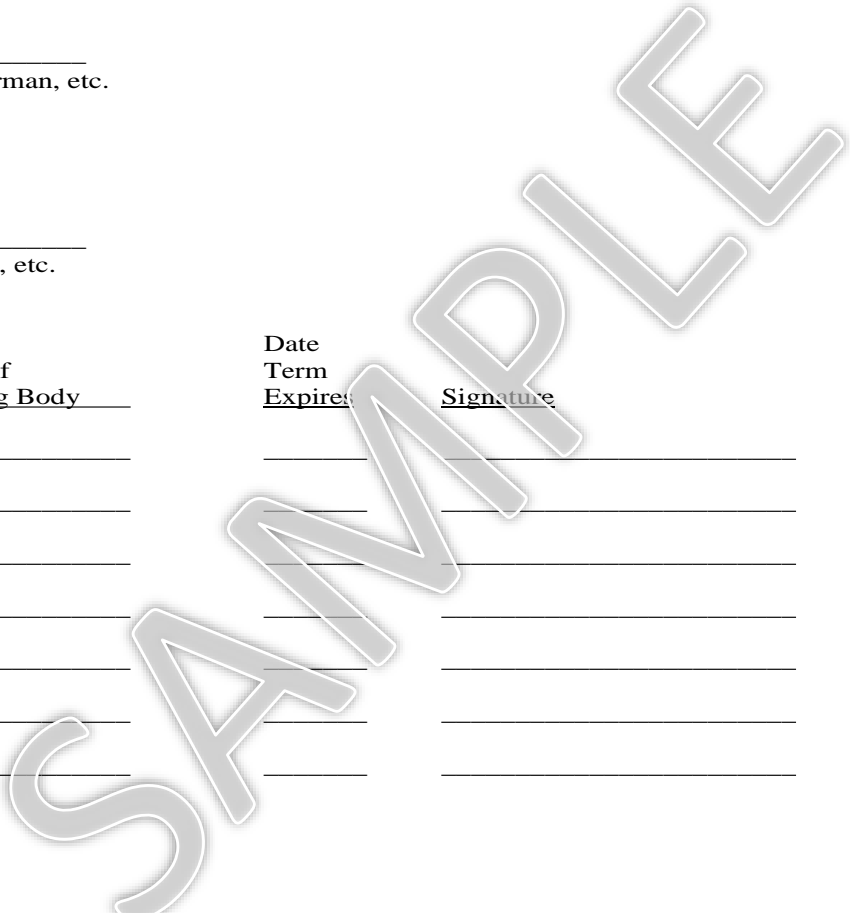 rman, etc.
, etc.
Date
f Term
g Body Expires Signature
SAMPLE